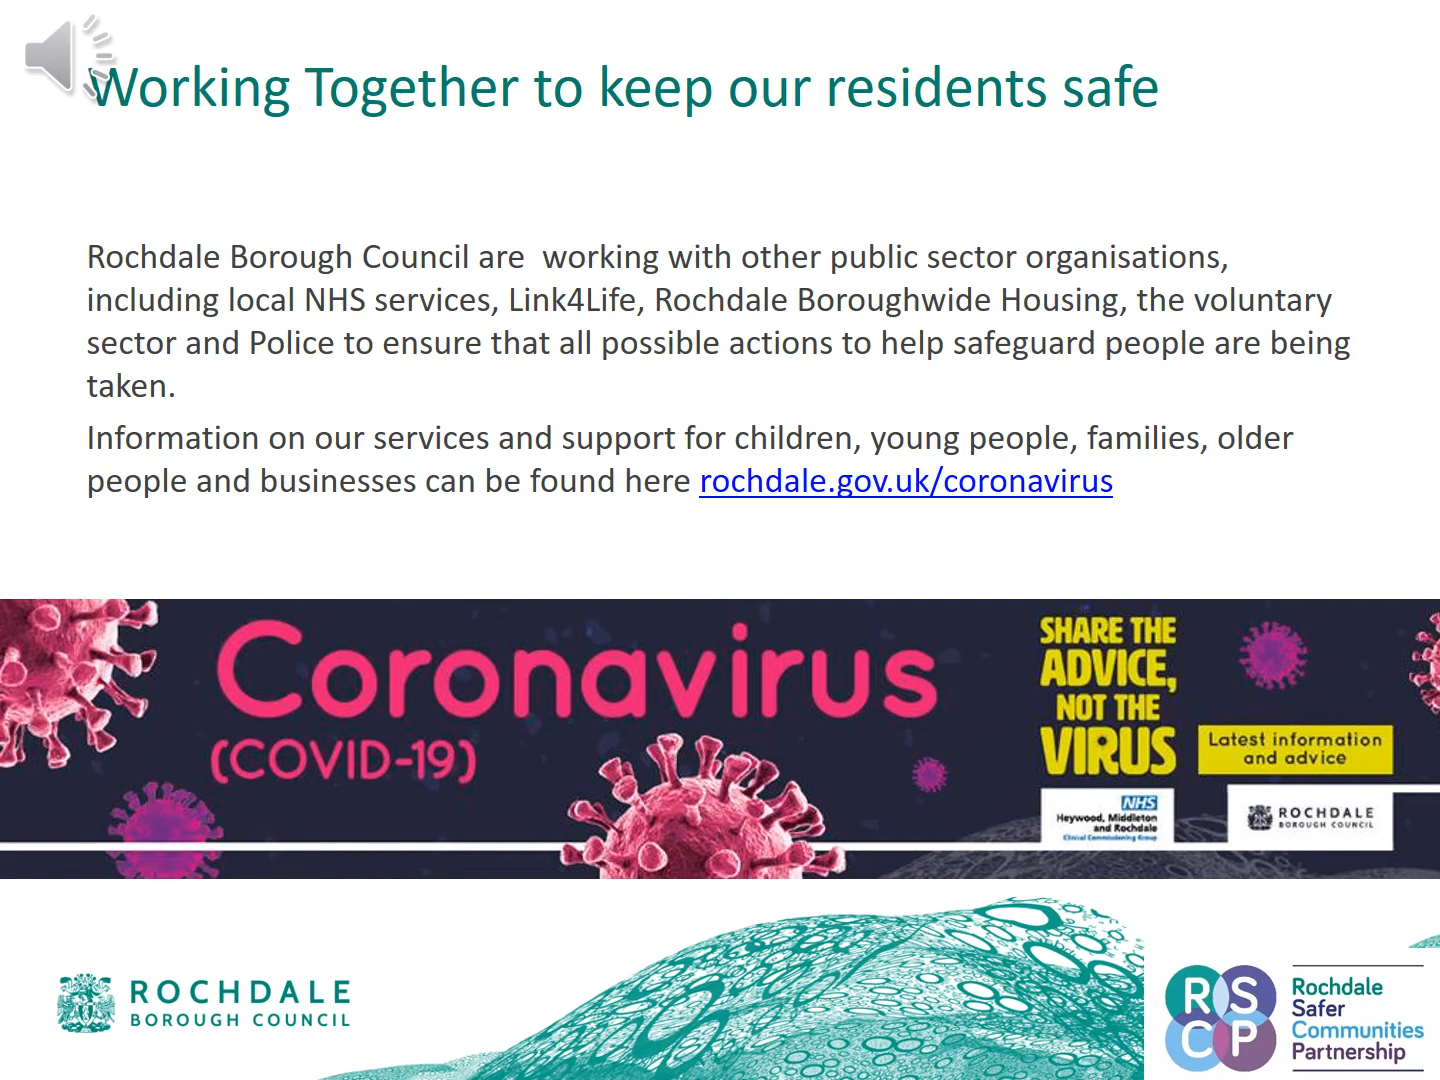 Working Together to keep our residents safe
Rochdale Borough Council are  working with other public sector organisations,
including local NHS services, Link4Life, Rochdale Boroughwide Housing, the voluntary
sector and Police to ensure that all possible actions to help safeguard people are being
taken.
Information on our services and support for children, young people, families, older
people and businesses can be found here rochdale.gov.uk/coronavirus
Coronavirus
(COVID-19)
SHARE THE
ADVICE,
NOT THE
VIRUS
Latest information
and advice
NHS
Heywood, Middleton
and Rochdale
Clinical Commissioning Group
ROCHDALE
BOROUGH COUNCIL
ROCHDALE
BOROUGH COUNCIL
RS
CP
Rochdale
Safer
Communities
Partnership